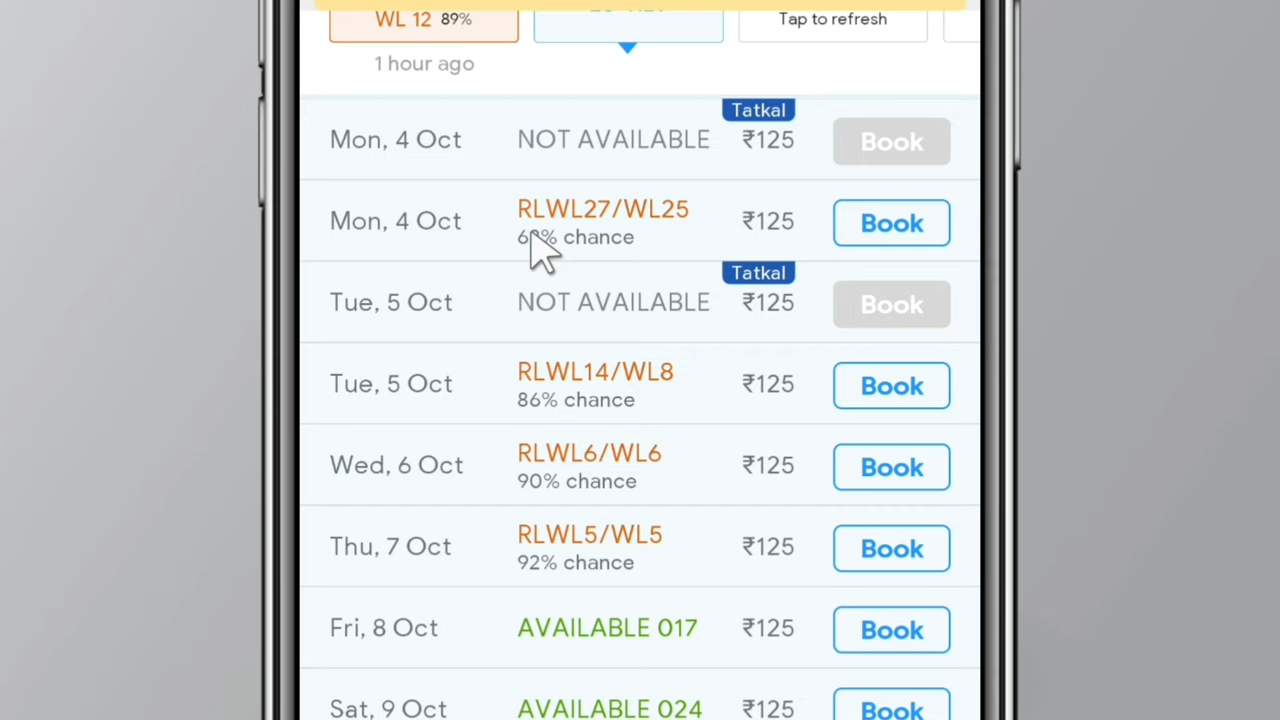 WL 12 89%
Tap to refresh
1 hour ago
Tatkal
Mon, 4 Oct NOT AVAILABLE ₹125 Book
Mon, 4 Oct RLWL27/WL25 ₹125 Book
chance
Tatkal
Tue, 5 Oct NOT AVAILABLE ₹125 Book
Tue, 5 Oct RLWL14/WL8 ₹125 Book
86% chance
Wed, 6 Oct RLWL6/WL6 ₹125 Book
90% chance
Thu, 7 Oct RLWL5/WL5 ₹125 Book
92% chance
Fri, 8 Oct AVAILABLE 017 ₹125 Book
Sat, 9 Oct AVAILABLE 024 ₹125 Book